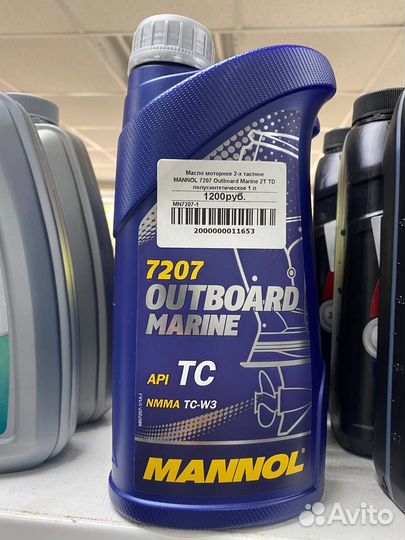 Масло моторное 2-х тактное
MANNOL 7207 Outboard Marine 2T TD
полусинтетическое 1 л
1200руб.
MN7207-1
2000000011653
7207
OUTBOARD
MARINE
API TC
NMMA TC-W3
MANNOL
Avito